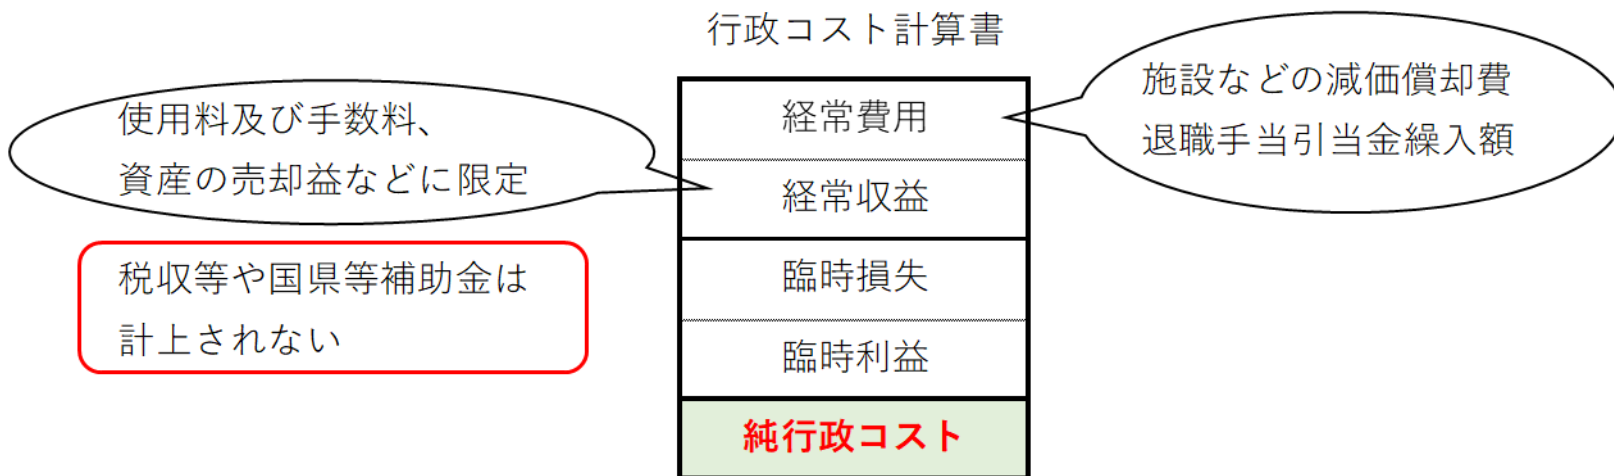 行政コスト計算書
使用料及び手数料、
資産の売却益などに限定
税収等や国県等補助金は
計上されない
経常費用
経常収益
臨時損失
臨時利益
純行政コスト
施設などの減価償却費
退職手当引当金繰入額